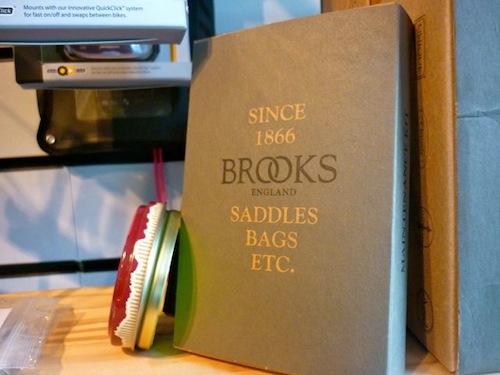 Mounts with our innovative QuickClick™ system
for fast on/off and swaps between bikes.
SINCE
1866
BROOKS
ENGLAND
SADDLES
BAGS
ETC.